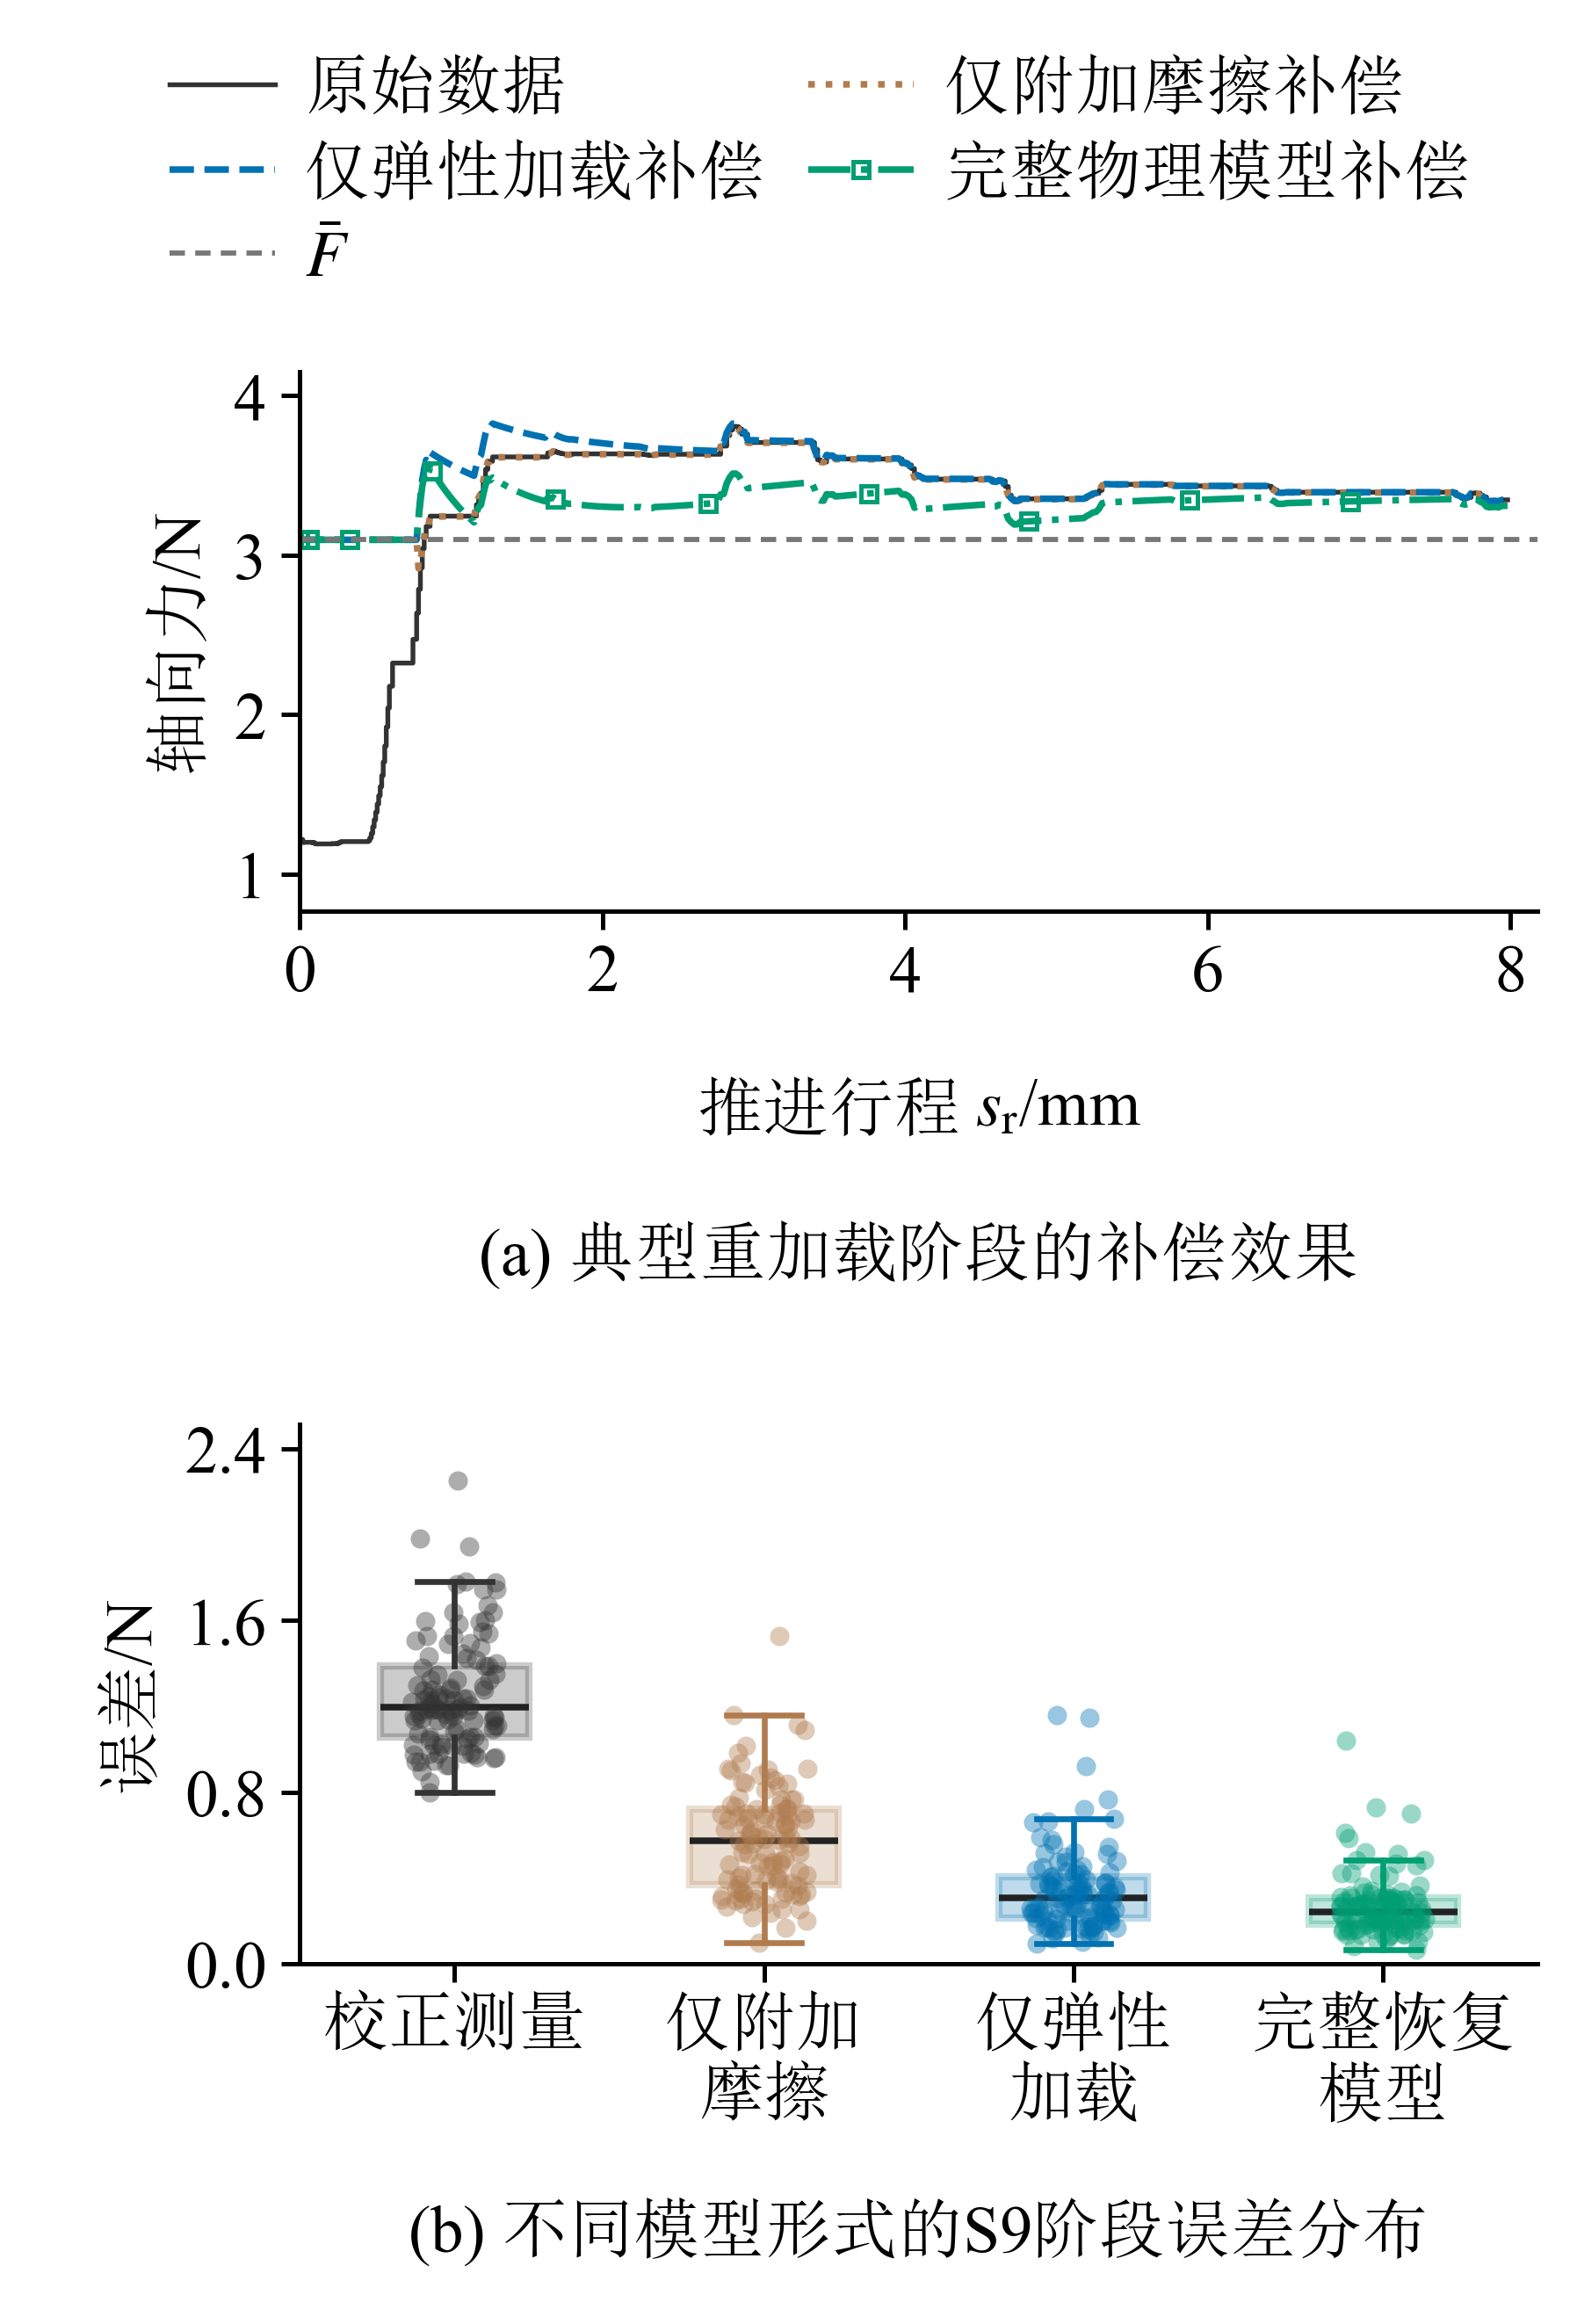 原始数据
仅附加摩擦补偿
仅弹性加载补偿
完整物理模型补偿
F̄
4
3
2
1
轴向力/N
0 2 4 6 8
推进行程 sᵣ/mm
(a) 典型重加载阶段的补偿效果
2.4
1.6
0.8
0.0
误差/N
校正测量
仅附加
摩擦
仅弹性
加载
完整恢复
模型
(b) 不同模型形式的S9阶段误差分布